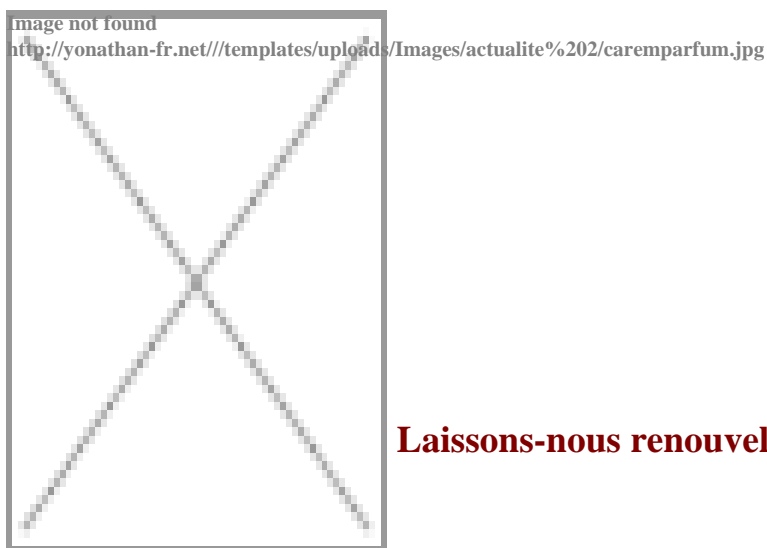 Image not found
http://yonathan-fr.net///templates/uploads/Images/actualite%202/caremparfum.jpg
Laissons-nous renouvel